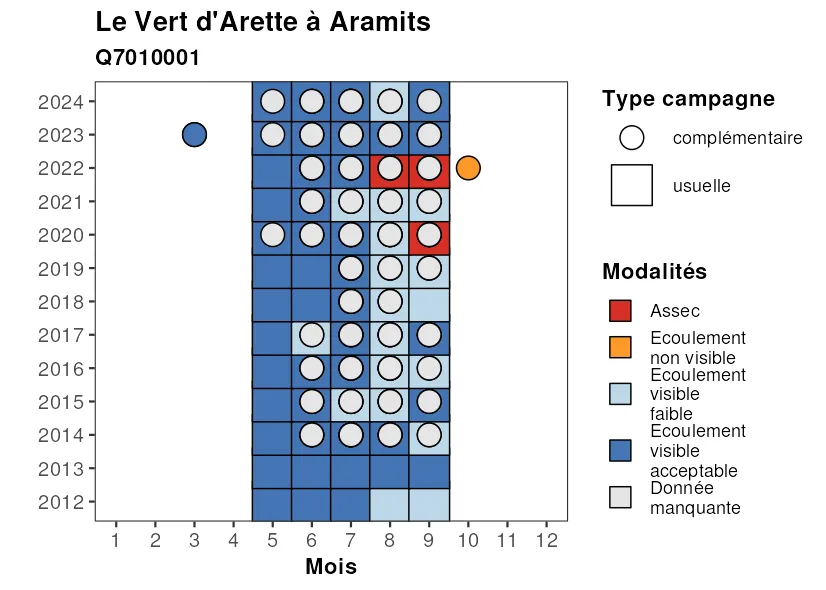 Le Vert d'Arette à Aramits
Q7010001
2024
2023
2022
2021
2020
2019
2018
2017
2016
2015
2014
2013
2012
1 2 3 4 5 6 7 8 9 10 11 12
Mois
Type campagne
complémentaire
usuelle
Modalités
Assec
Ecoulement
non visible
Ecoulement
visible
faible
Ecoulement
visible
acceptable
Donnée
manquante